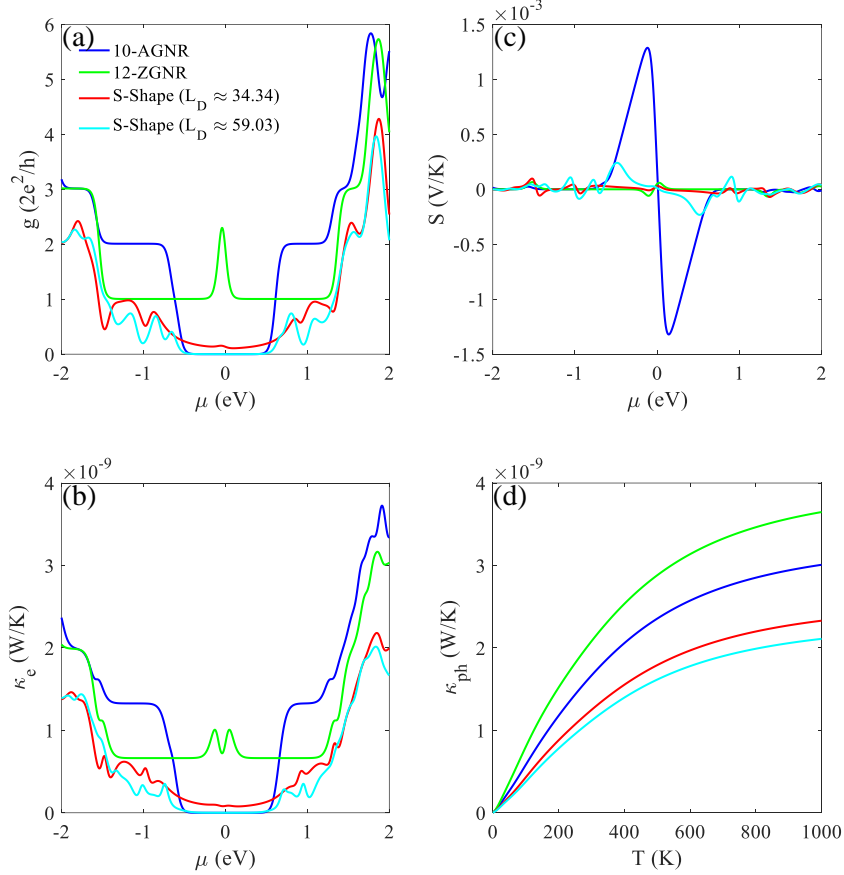 (a)
10-AGNR
12-ZGNR
S-Shape (L_D ≈ 34.34)
S-Shape (L_D ≈ 59.03)
g (2e²/h)
6
5
4
3
2
1
0
-2 -1 0 1 2
μ (eV)
×10⁻³
(c)
S (V/K)
1.5
1
0.5
0
-0.5
-1
-1.5
-2 -1 0 1 2
μ (eV)
×10⁻⁹
(b)
κ_e (W/K)
4
3
2
1
0
-2 -1 0 1 2
μ (eV)
×10⁻⁹
(d)
κ_ph (W/K)
4
3
2
1
0
0 200 400 600 800 1000
T (K)